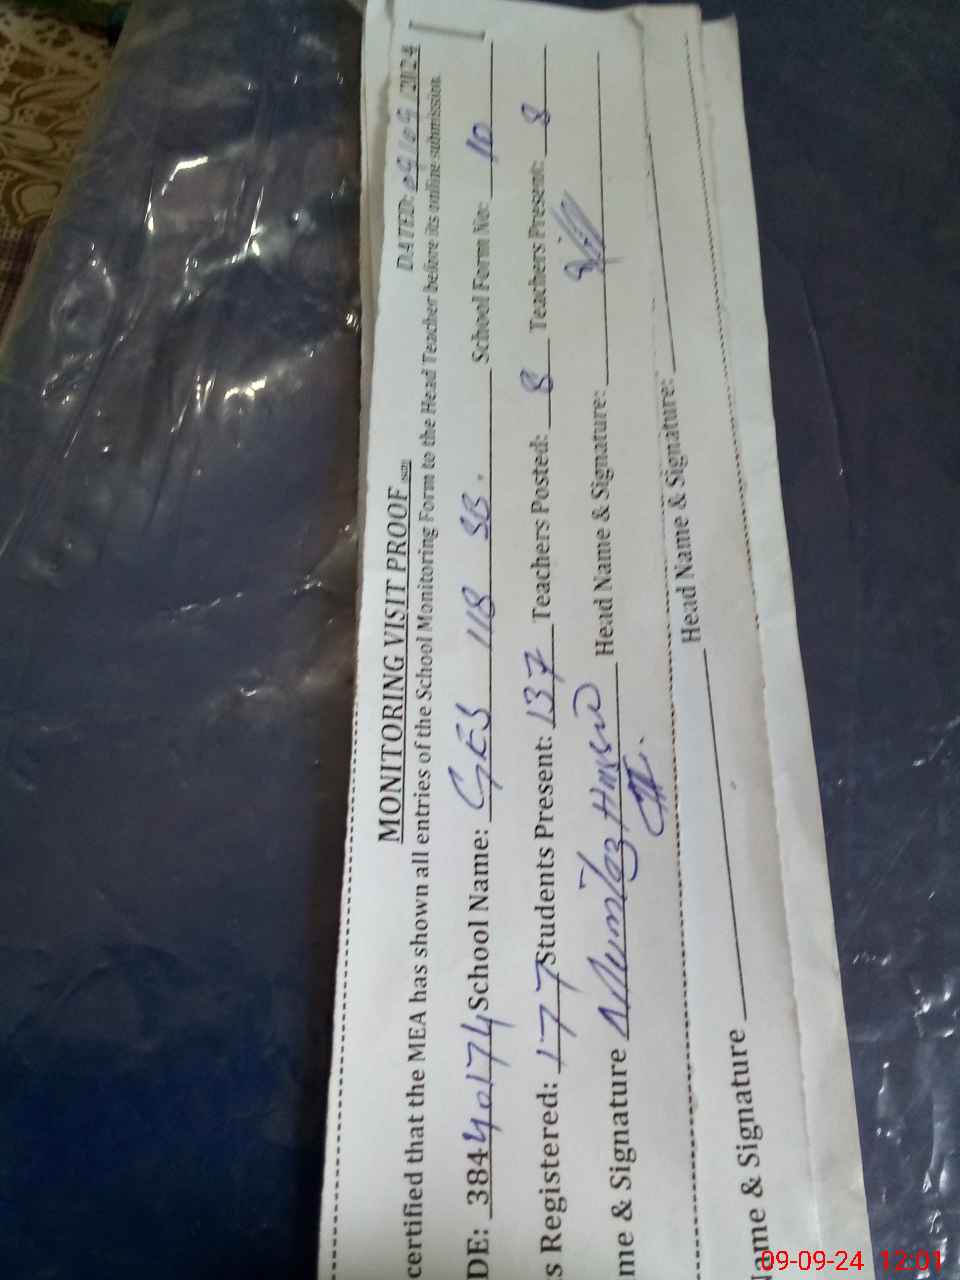 MONITORING VISIT PROOF DATED: 09/09/2024
certified that the MEA has shown all entries of the School Monitoring Form to the Head Teacher before its online submission.
DE: 38440174 School Name: GES 118 SB. School Form No: 10
s Registered: 177 Students Present: 137 Teachers Posted: 8 Teachers Present: 8
me & Signature Mumtaz Head Name & Signature:
Name & Signature Head Name & Signature:
09-09-24 12:01